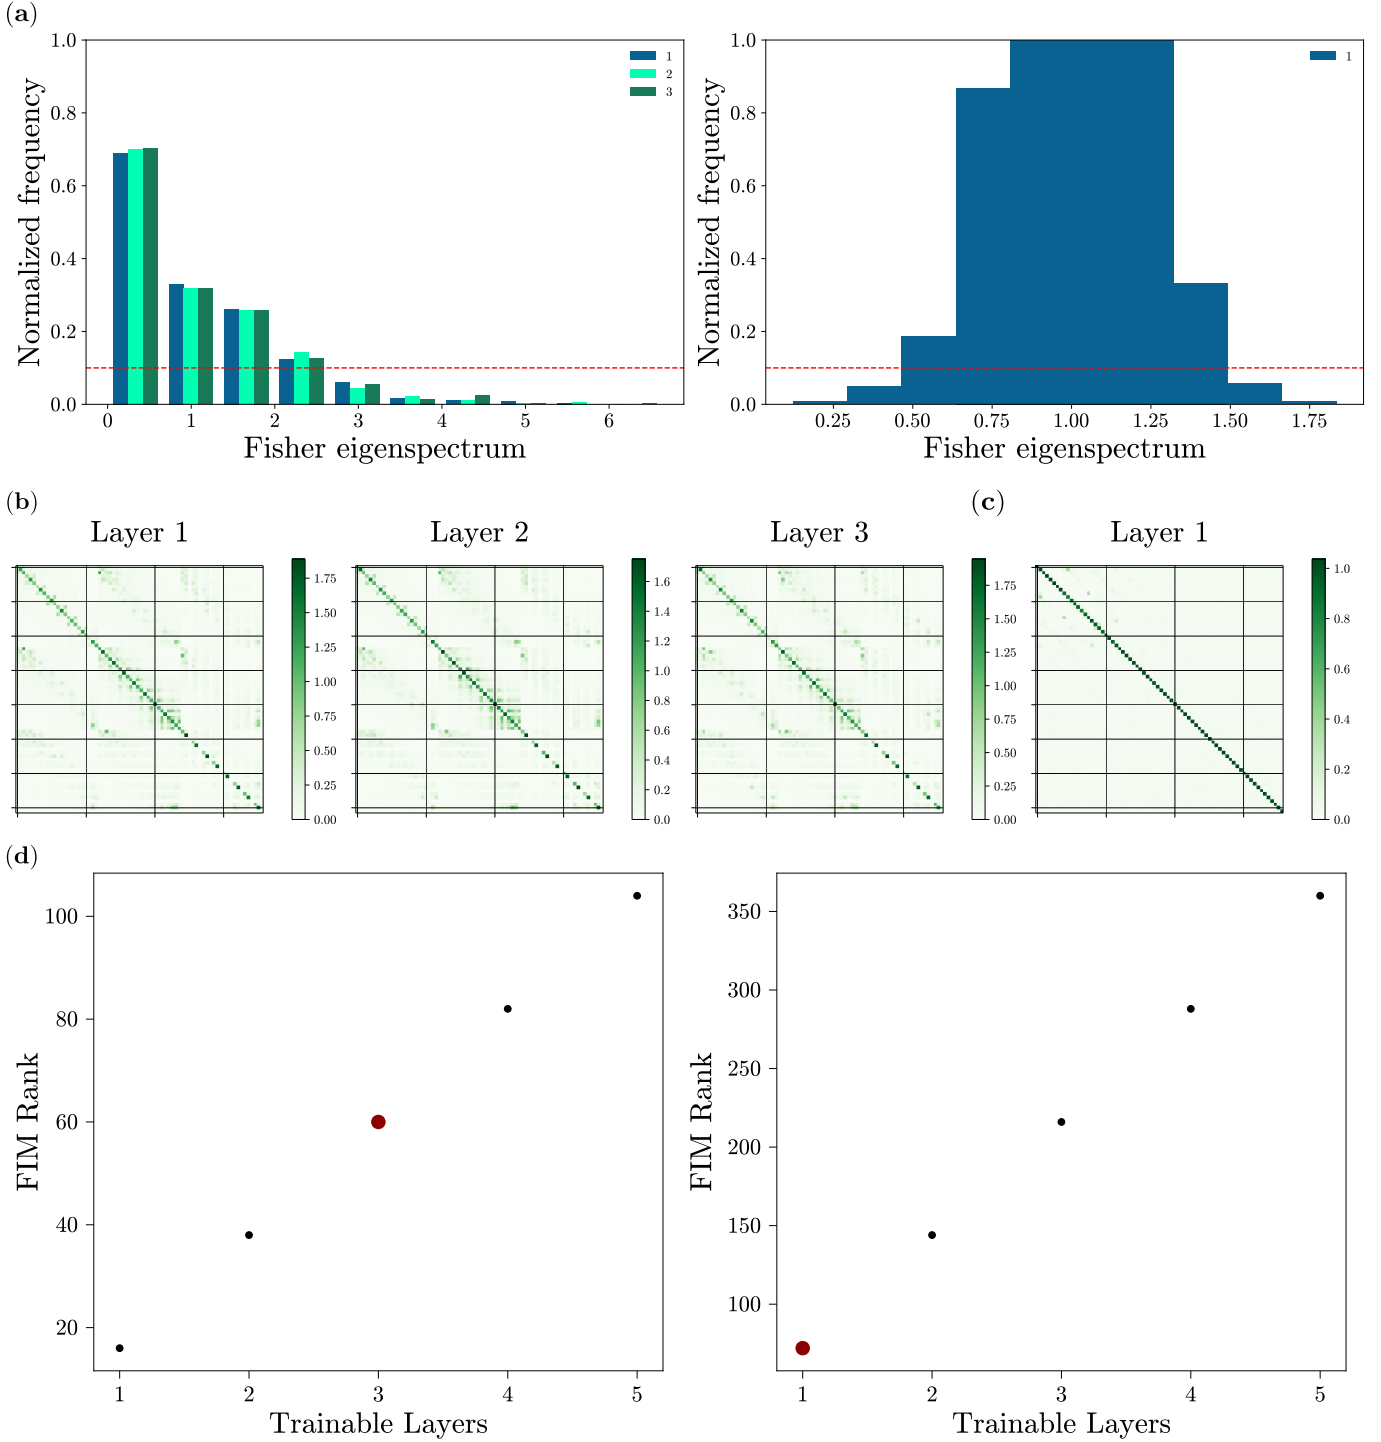 (a)
1.0
0.8
0.6
0.4
0.2
0.0
Normalized frequency
1
2
3
0 1 2 3 4 5 6
Fisher eigenspectrum
1.0
0.8
0.6
0.4
0.2
0.0
Normalized frequency
1
0.25 0.50 0.75 1.00 1.25 1.50 1.75
Fisher eigenspectrum
(b)
Layer 1
1.75
1.50
1.25
1.00
0.75
0.50
0.25
0.00
Layer 2
1.6
1.4
1.2
1.0
0.8
0.6
0.4
0.2
0.0
Layer 3
1.75
1.50
1.25
1.00
0.75
0.50
0.25
0.00
(c)
Layer 1
1.0
0.8
0.6
0.4
0.2
0.0
(d)
100
80
60
40
20
FIM Rank
1 2 3 4 5
Trainable Layers
350
300
250
200
150
100
FIM Rank
1 2 3 4 5
Trainable Layers